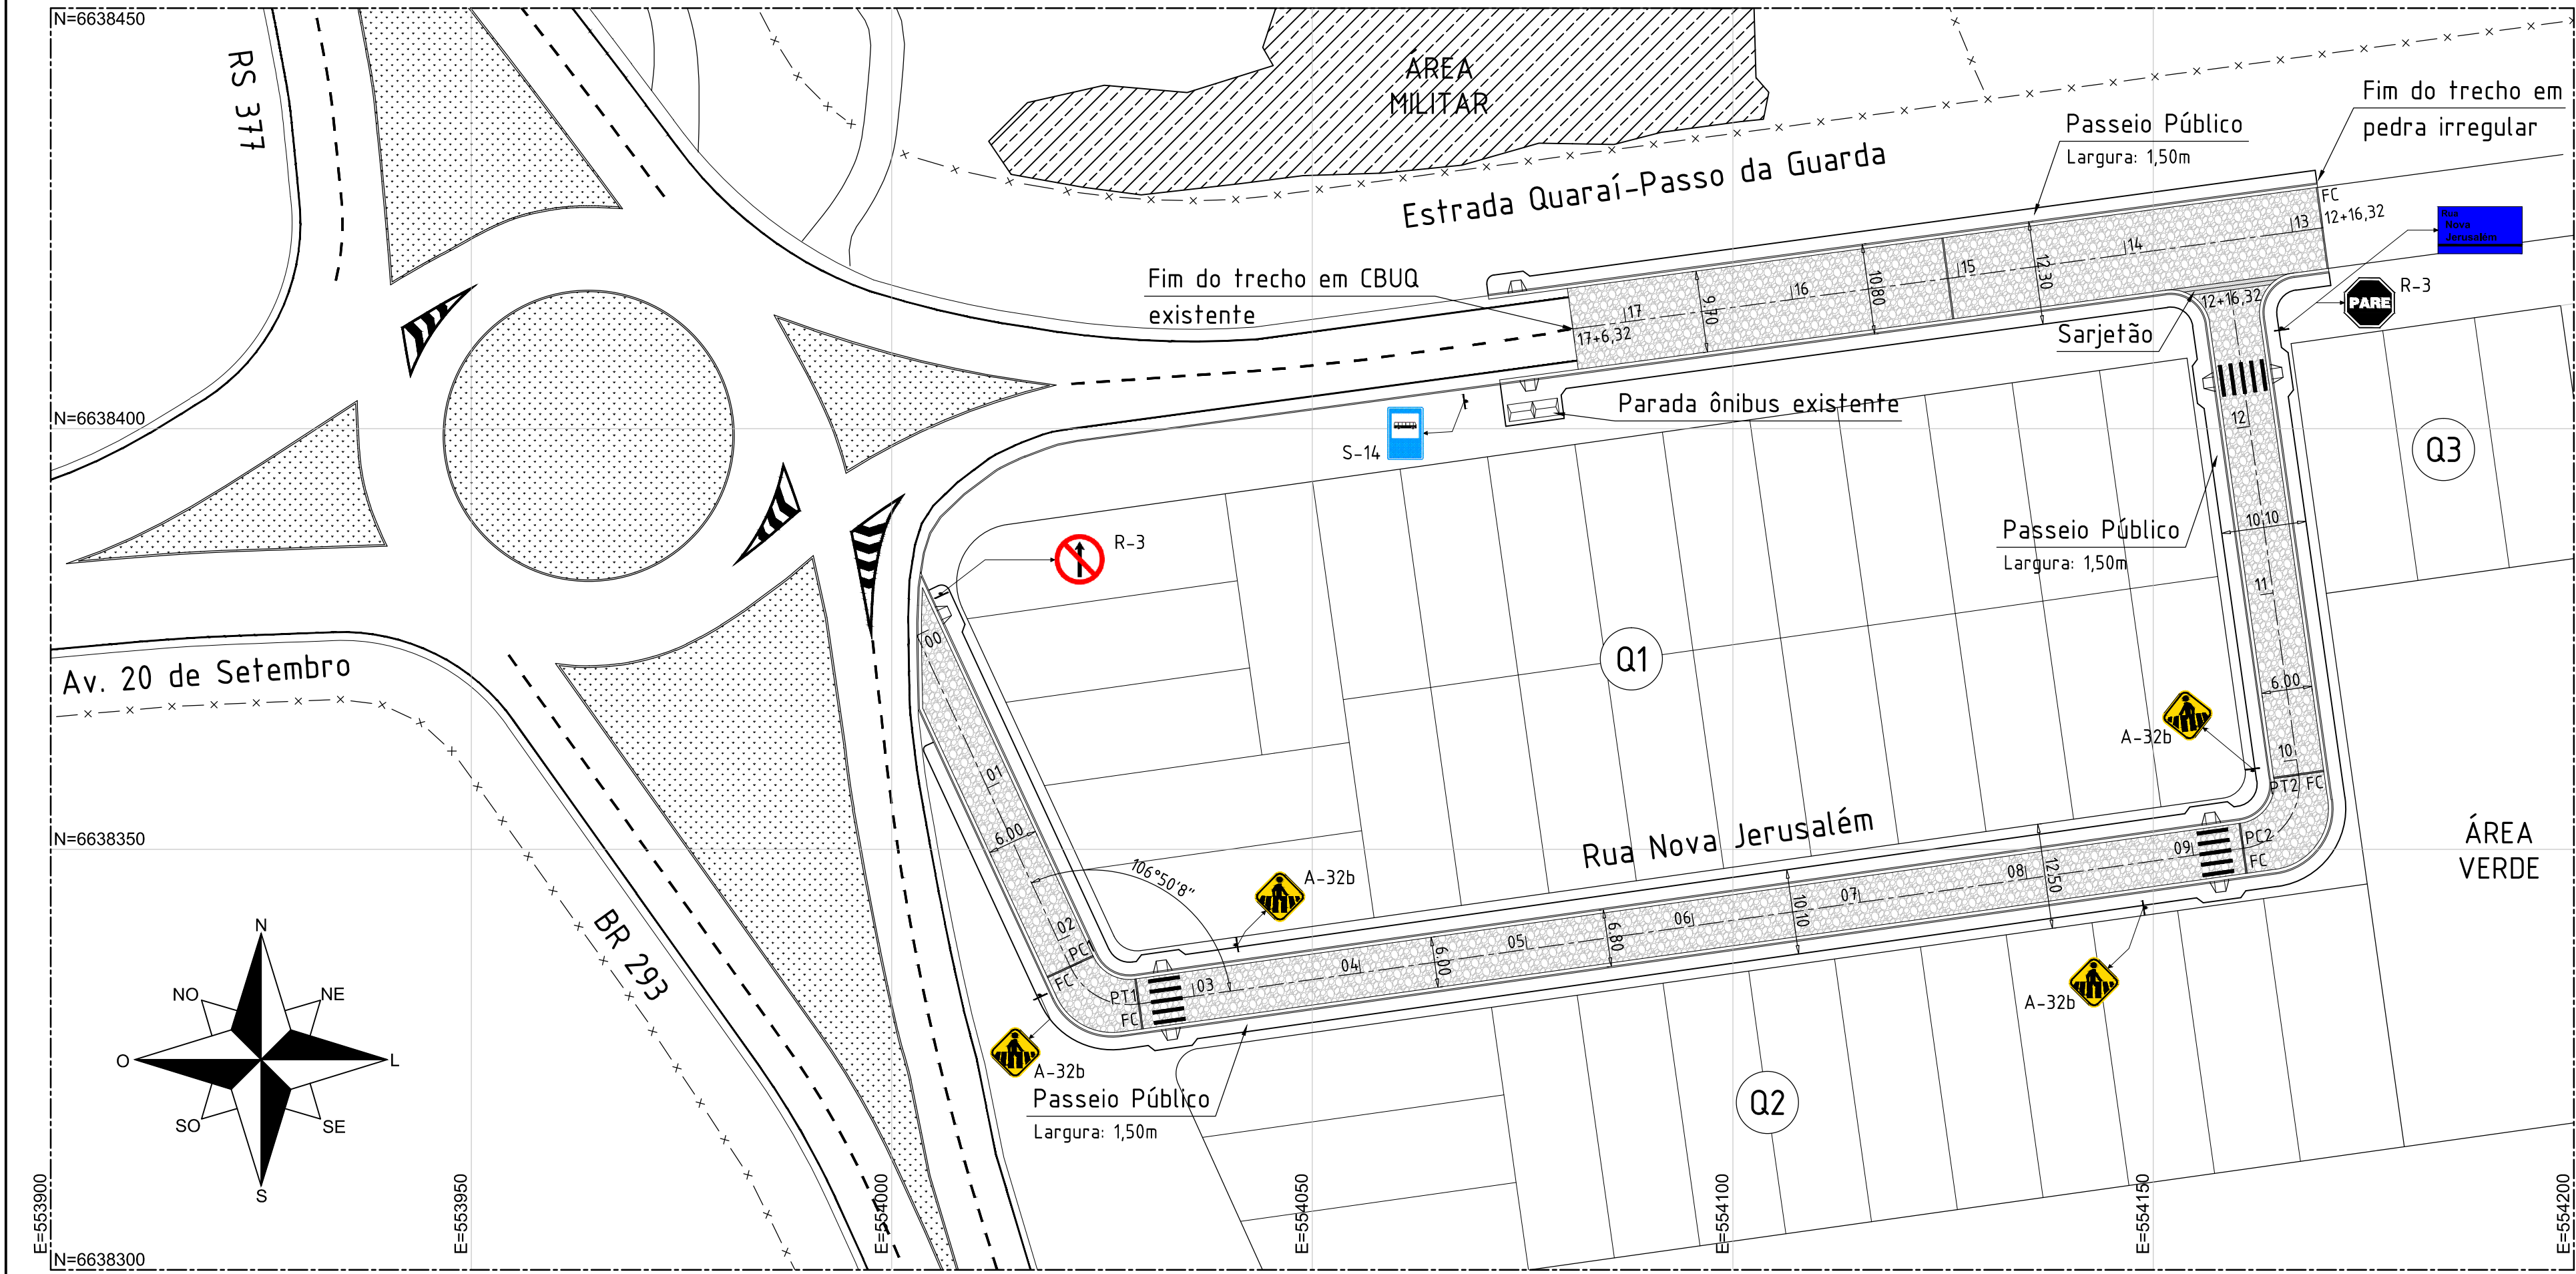 N=6638450
RS 377
ÁREA
MILITAR
Estrada Quaraí-Passo da Guarda
Passeio Público
Largura: 1,50m
Fim do trecho em
pedra irregular
FC
12+16,32
13
14
15
16
17
12.30
10.80
9.70
17+6,32
Rua
Nova
Jerusalém
PARE
R-3
12+16,32
Sarjetão
Fim do trecho em CBUQ
existente
Parada ônibus existente
S-14
N=6638400
Q3
12
10,10
11
6.00
10
PT2
FC
Passeio Público
Largura: 1,50m
R-3
00
Q1
A-32b
Av. 20 de Setembro
01
6.00
02
PC1
FC
106°50'8"
A-32b
Rua Nova Jerusalém
N=6638350
PC2
FC
09
08
12.50
07
10.10
06
6.80
05
6.00
04
03
PT1
FC
ÁREA
VERDE
BR 293
A-32b
A-32b
Passeio Público
Largura: 1,50m
Q2
N
NO
NE
O
L
SO
SE
S
E=553900
E=553950
E=554000
E=554050
E=554100
E=554150
E=554200
N=6638300